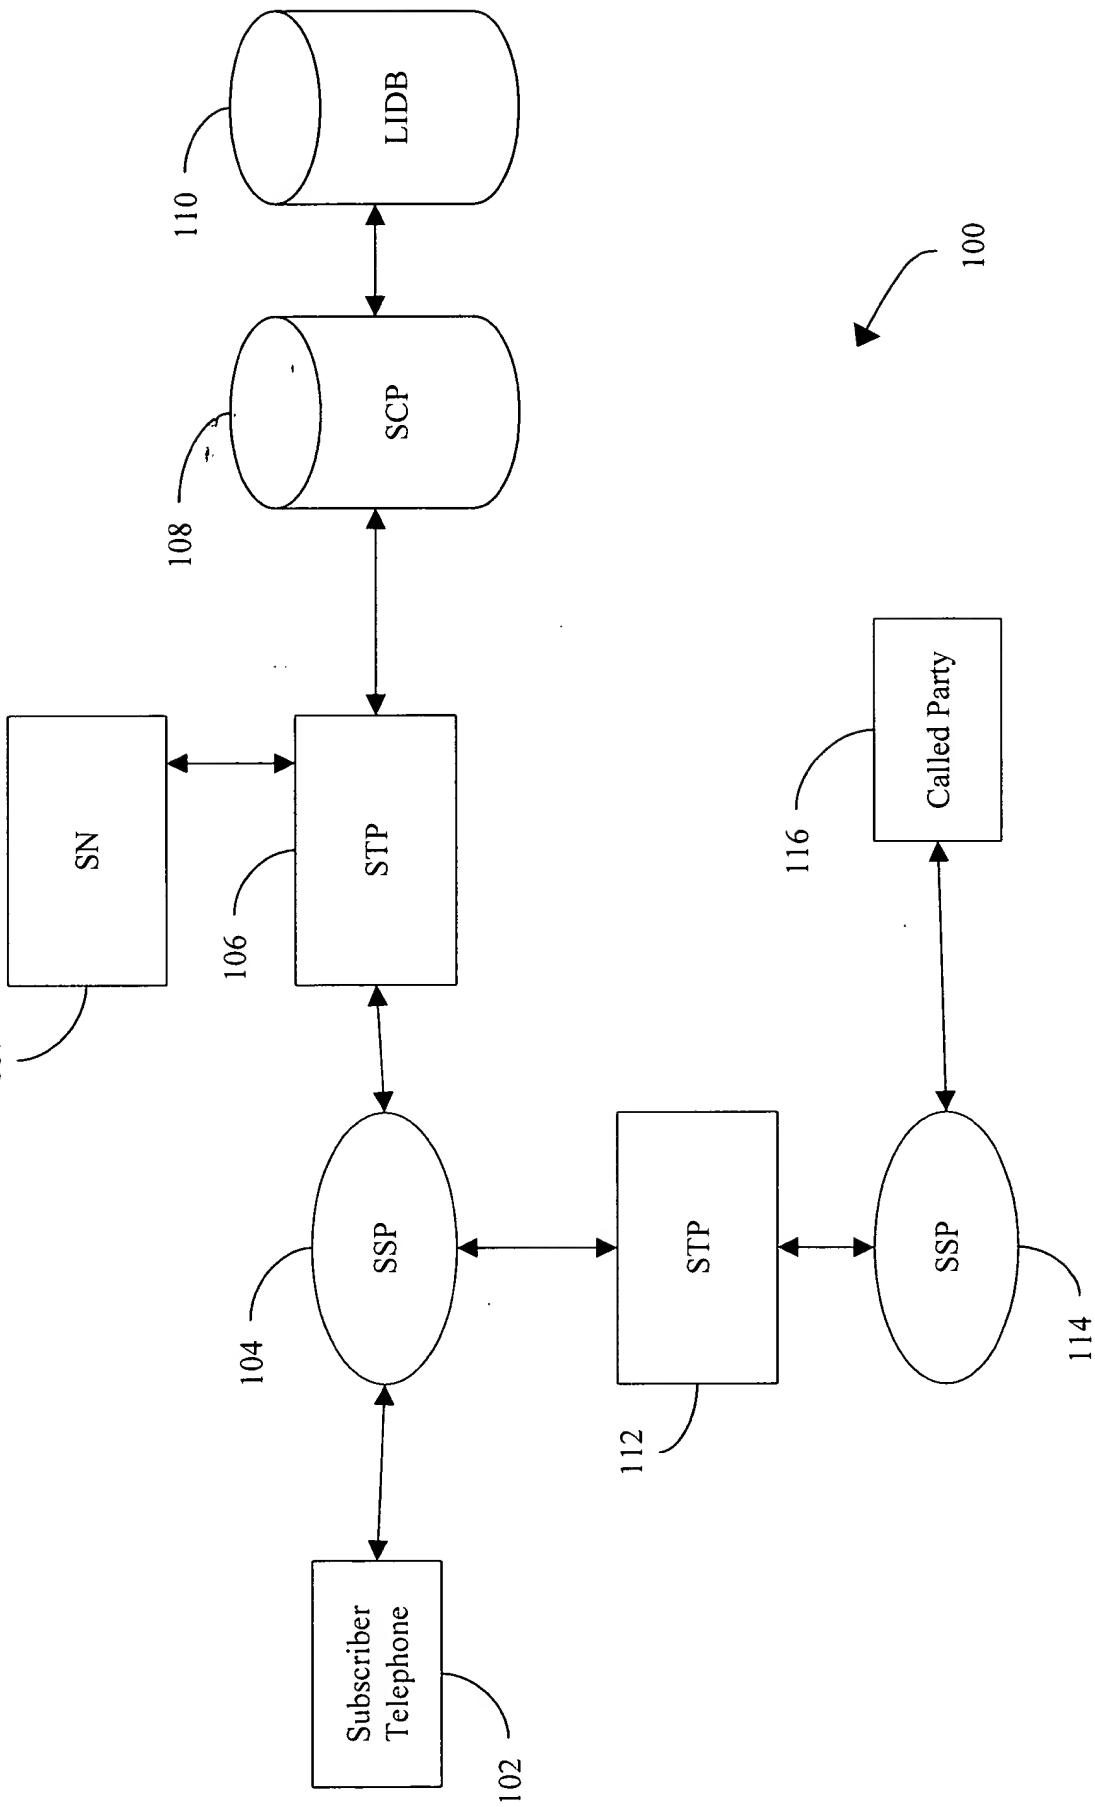 SN
110
108
LIDB
SCP
106
STP
104
SSP
Subscriber
Telephone
102
100
116
Called Party
112
STP
SSP
114